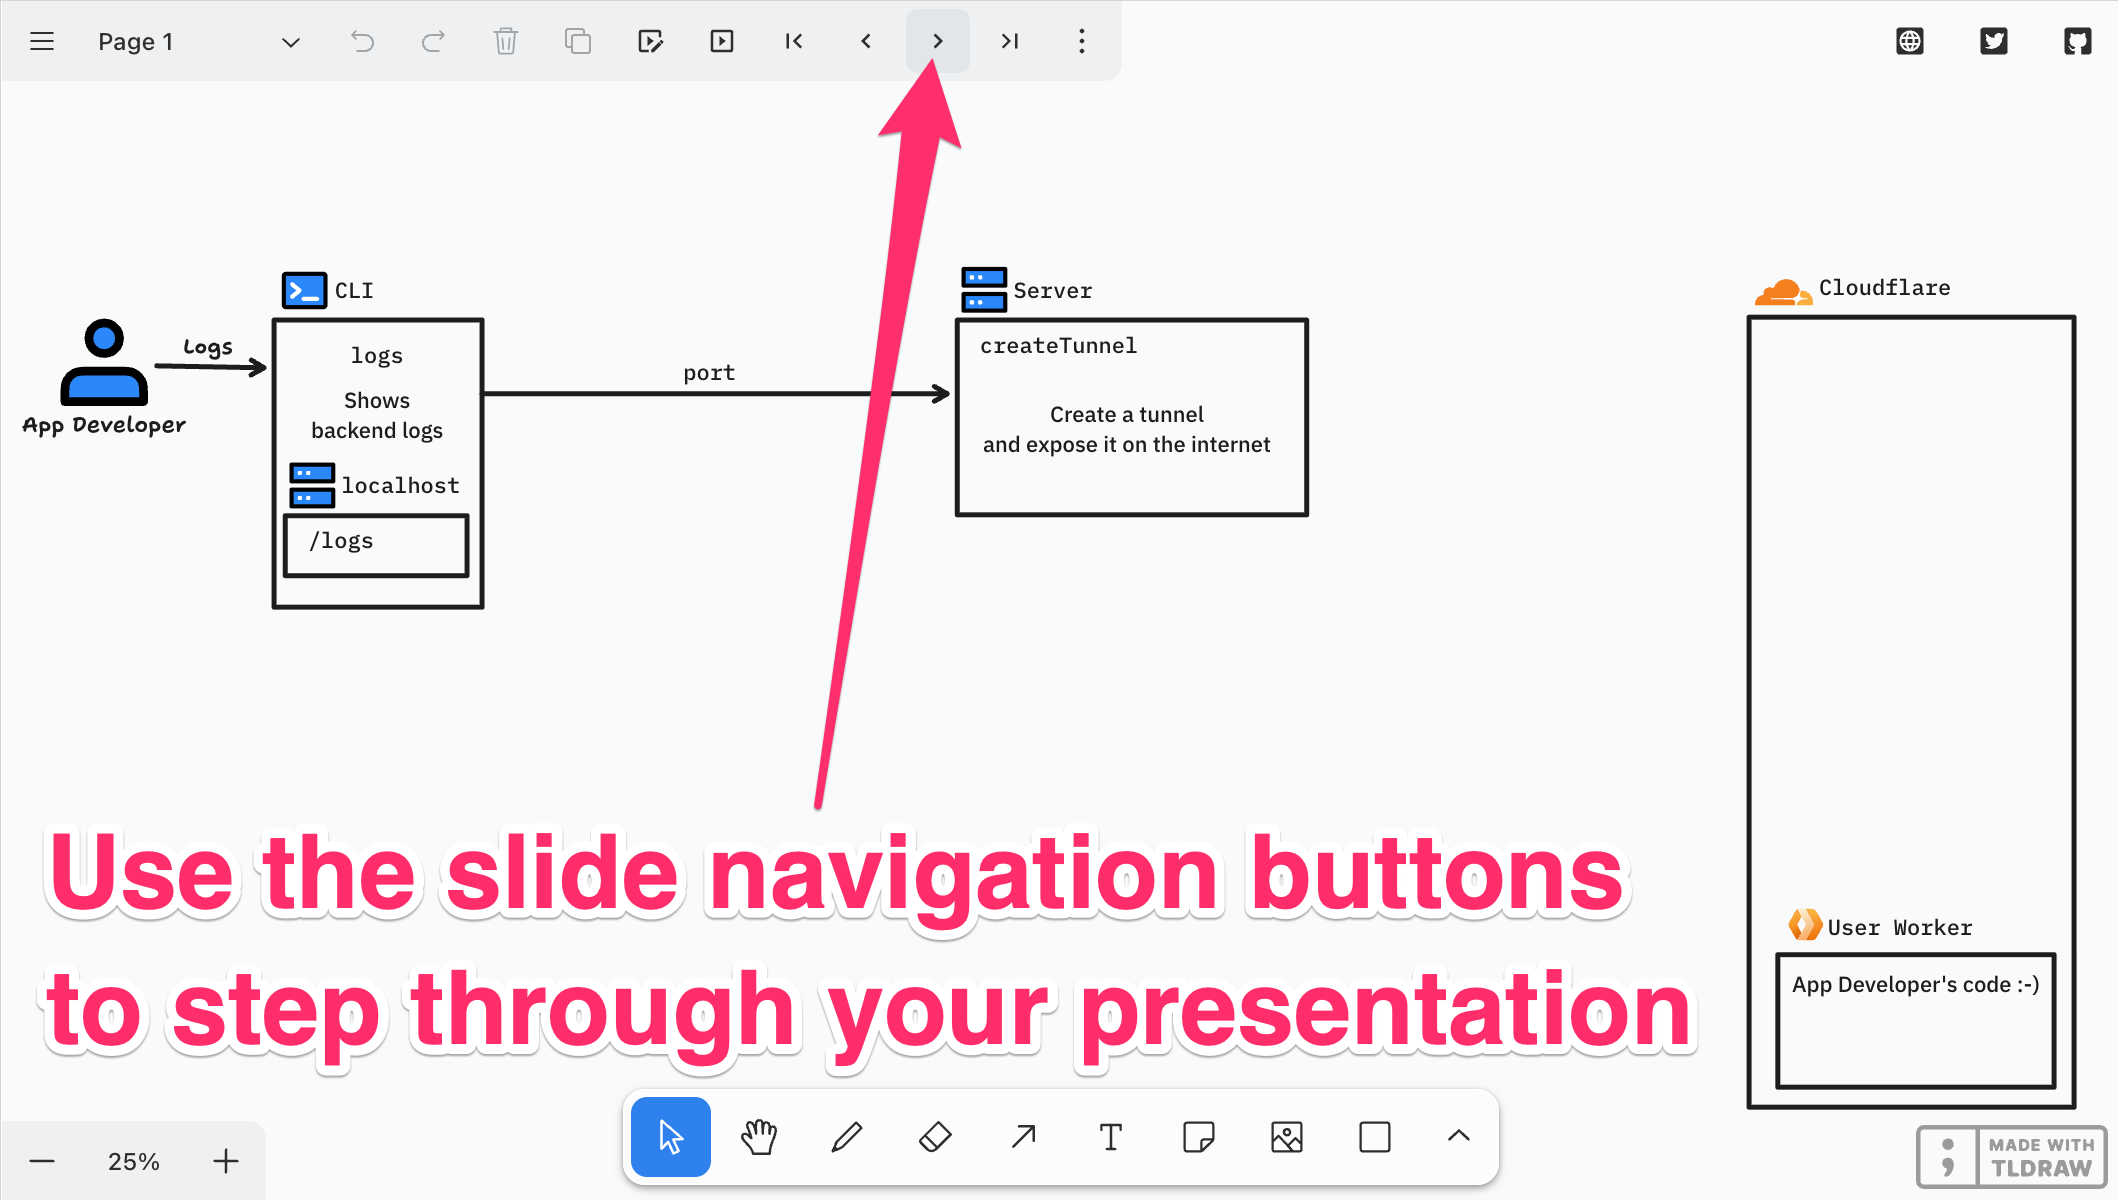 Page 1
CLI
Server
Cloudflare
Logs
App Developer
logs
Shows
backend logs
localhost
/logs
port
createTunnel
Create a tunnel
and expose it on the internet
Use the slide navigation buttons
to step through your presentation
User Worker
App Developer's code :-)
25%
T
MADE WITH
TLDRAW